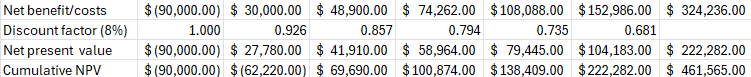 Net benefit/costs $(90,000.00) $ 30,000.00 $ 48,900.00 $ 74,262.00 $108,088.00 $152,986.00 $ 324,236.00
Discount factor (8%) 1.000 0.926 0.857 0.794 0.735 0.681
Net present value $(90,000.00) $ 27,780.00 $ 41,910.00 $ 58,964.00 $ 79,445.00 $104,183.00 $ 222,282.00
Cumulative NPV $(90,000.00) $(62,220.00) $ 69,690.00 $100,874.00 $138,409.00 $222,282.00 $ 461,565.00